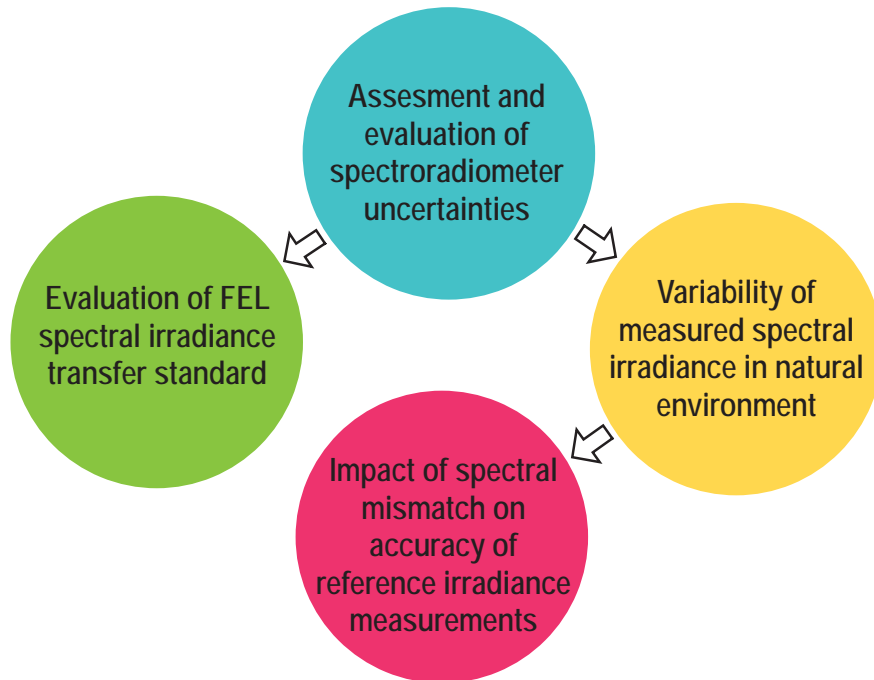 Assesment and
evaluation of
spectroradiometer
uncertainties
Evaluation of FEL
spectral irradiance
transfer standard
Variability of
measured spectral
irradiance in natural
environment
Impact of spectral
mismatch on
accuracy of
reference irradiance
measurements